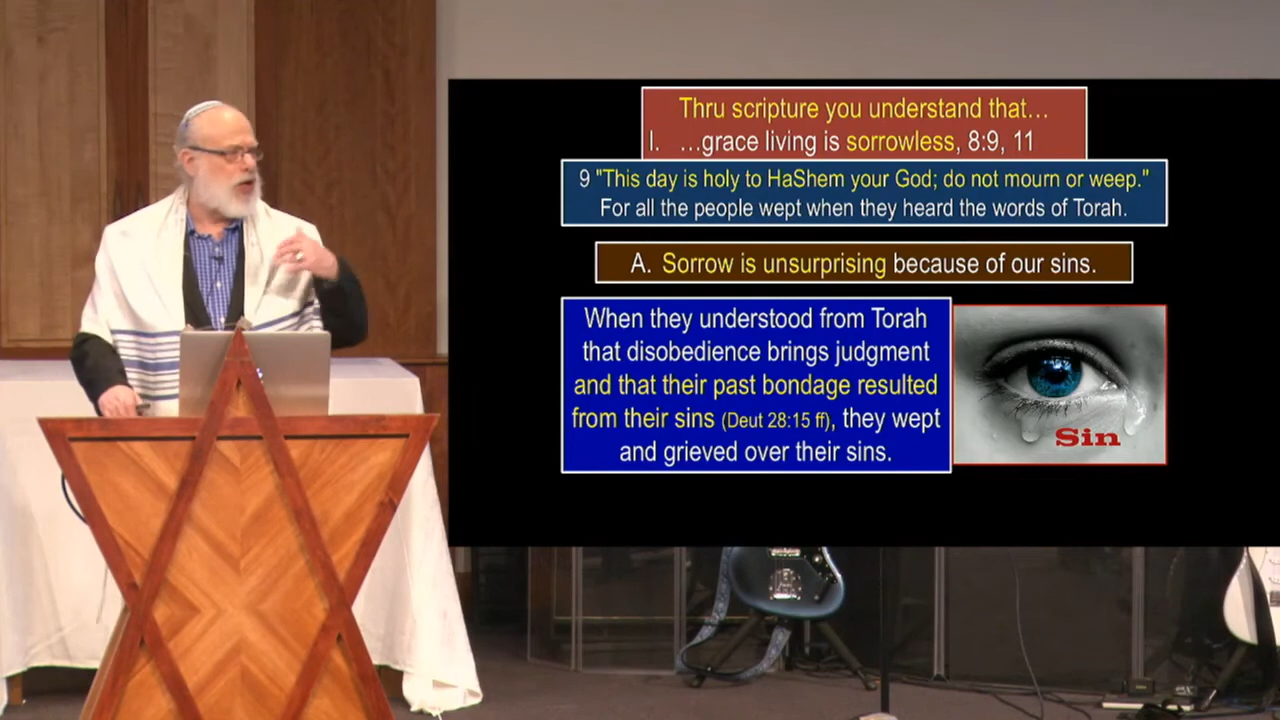 Thru scripture you understand that…
I. …grace living is sorrowless, 8:9, 11
9 "This day is holy to HaShem your God; do not mourn or weep."
For all the people wept when they heard the words of Torah.
A. Sorrow is unsurprising because of our sins.
When they understood from Torah
that disobedience brings judgment
and that their past bondage resulted
from their sins (Deut 28:15 ff), they wept
and grieved over their sins.
Sin